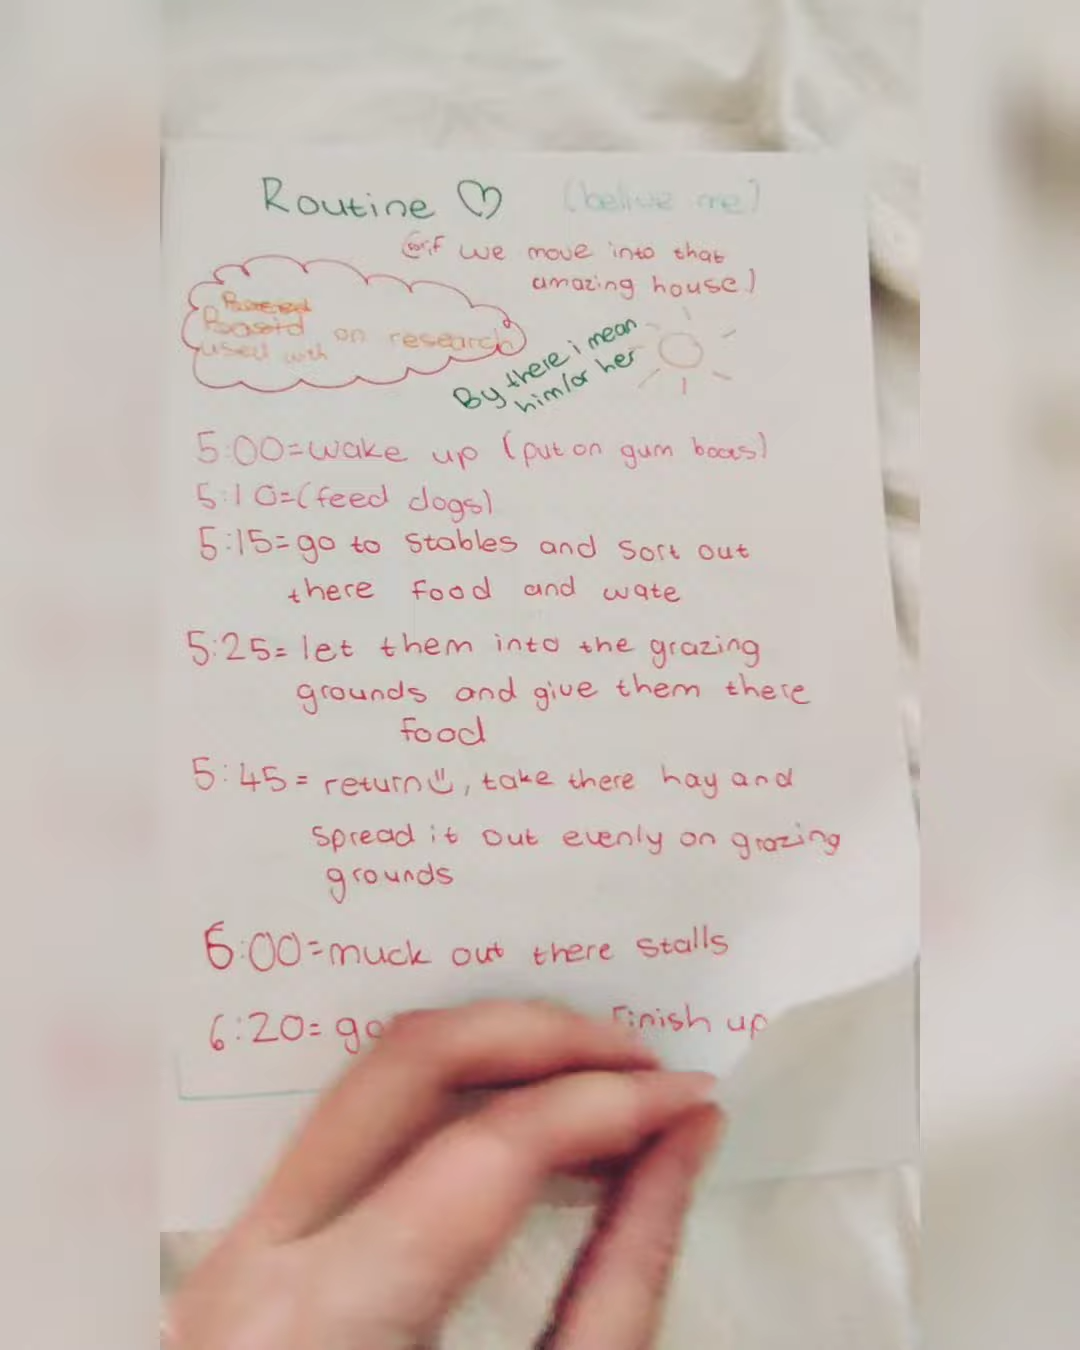 Routine ♡ (belive me)
(or if we move into that
amazing house)
Based on research
used with
By there i mean
him/or her
5:00=wake up (put on gum boots)
5:10=(feed dogs)
5:15=go to stables and sort out
there food and wate
5:25= let them into the grazing
grounds and give them there
food
5:45= return, take there hay and
spread it out evenly on grazing
grounds
6:00=muck out there stalls
6:20= go finish up